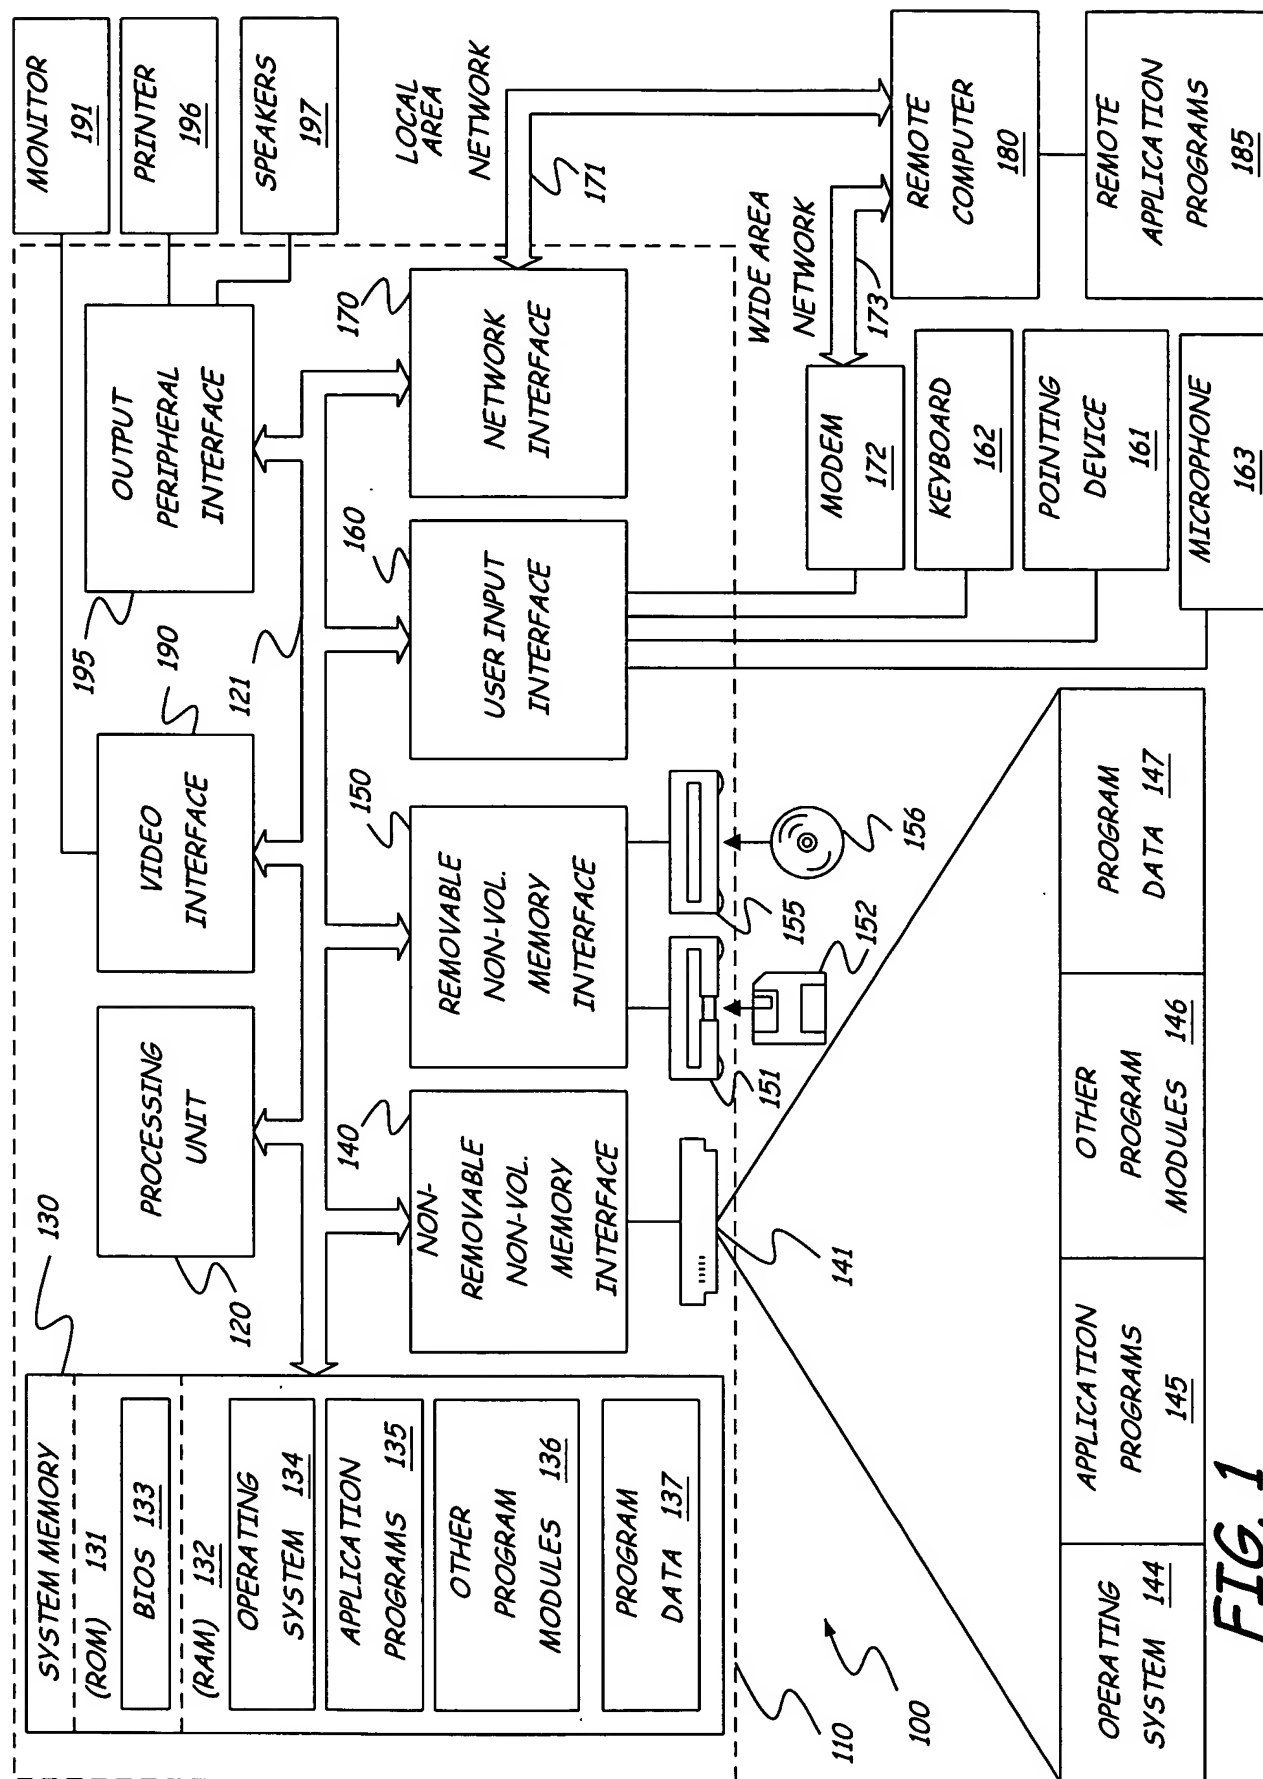 SYSTEM MEMORY
(ROM) 131
BIOS 133
(RAM) 132
OPERATING
SYSTEM 134
APPLICATION
PROGRAMS 135
OTHER
PROGRAM
MODULES 136
PROGRAM
DATA 137
130
PROCESSING
UNIT
120
VIDEO
INTERFACE
190
OUTPUT
PERIPHERAL
INTERFACE
195
121
MONITOR
191
PRINTER
196
SPEAKERS
197
NON-
REMOVABLE
NON-VOL.
MEMORY
INTERFACE
140
REMOVABLE
NON-VOL.
MEMORY
INTERFACE
150
USER INPUT
INTERFACE
160
NETWORK
INTERFACE
170
LOCAL
AREA
NETWORK
171
141
151
152
155
156
WIDE AREA
NETWORK
173
MODEM
172
KEYBOARD
162
POINTING
DEVICE
161
MICROPHONE
163
REMOTE
COMPUTER
180
REMOTE
APPLICATION
PROGRAMS
185
110
100
OPERATING
SYSTEM 144
APPLICATION
PROGRAMS
145
OTHER
PROGRAM
MODULES 146
PROGRAM
DATA 147
FIG. 1